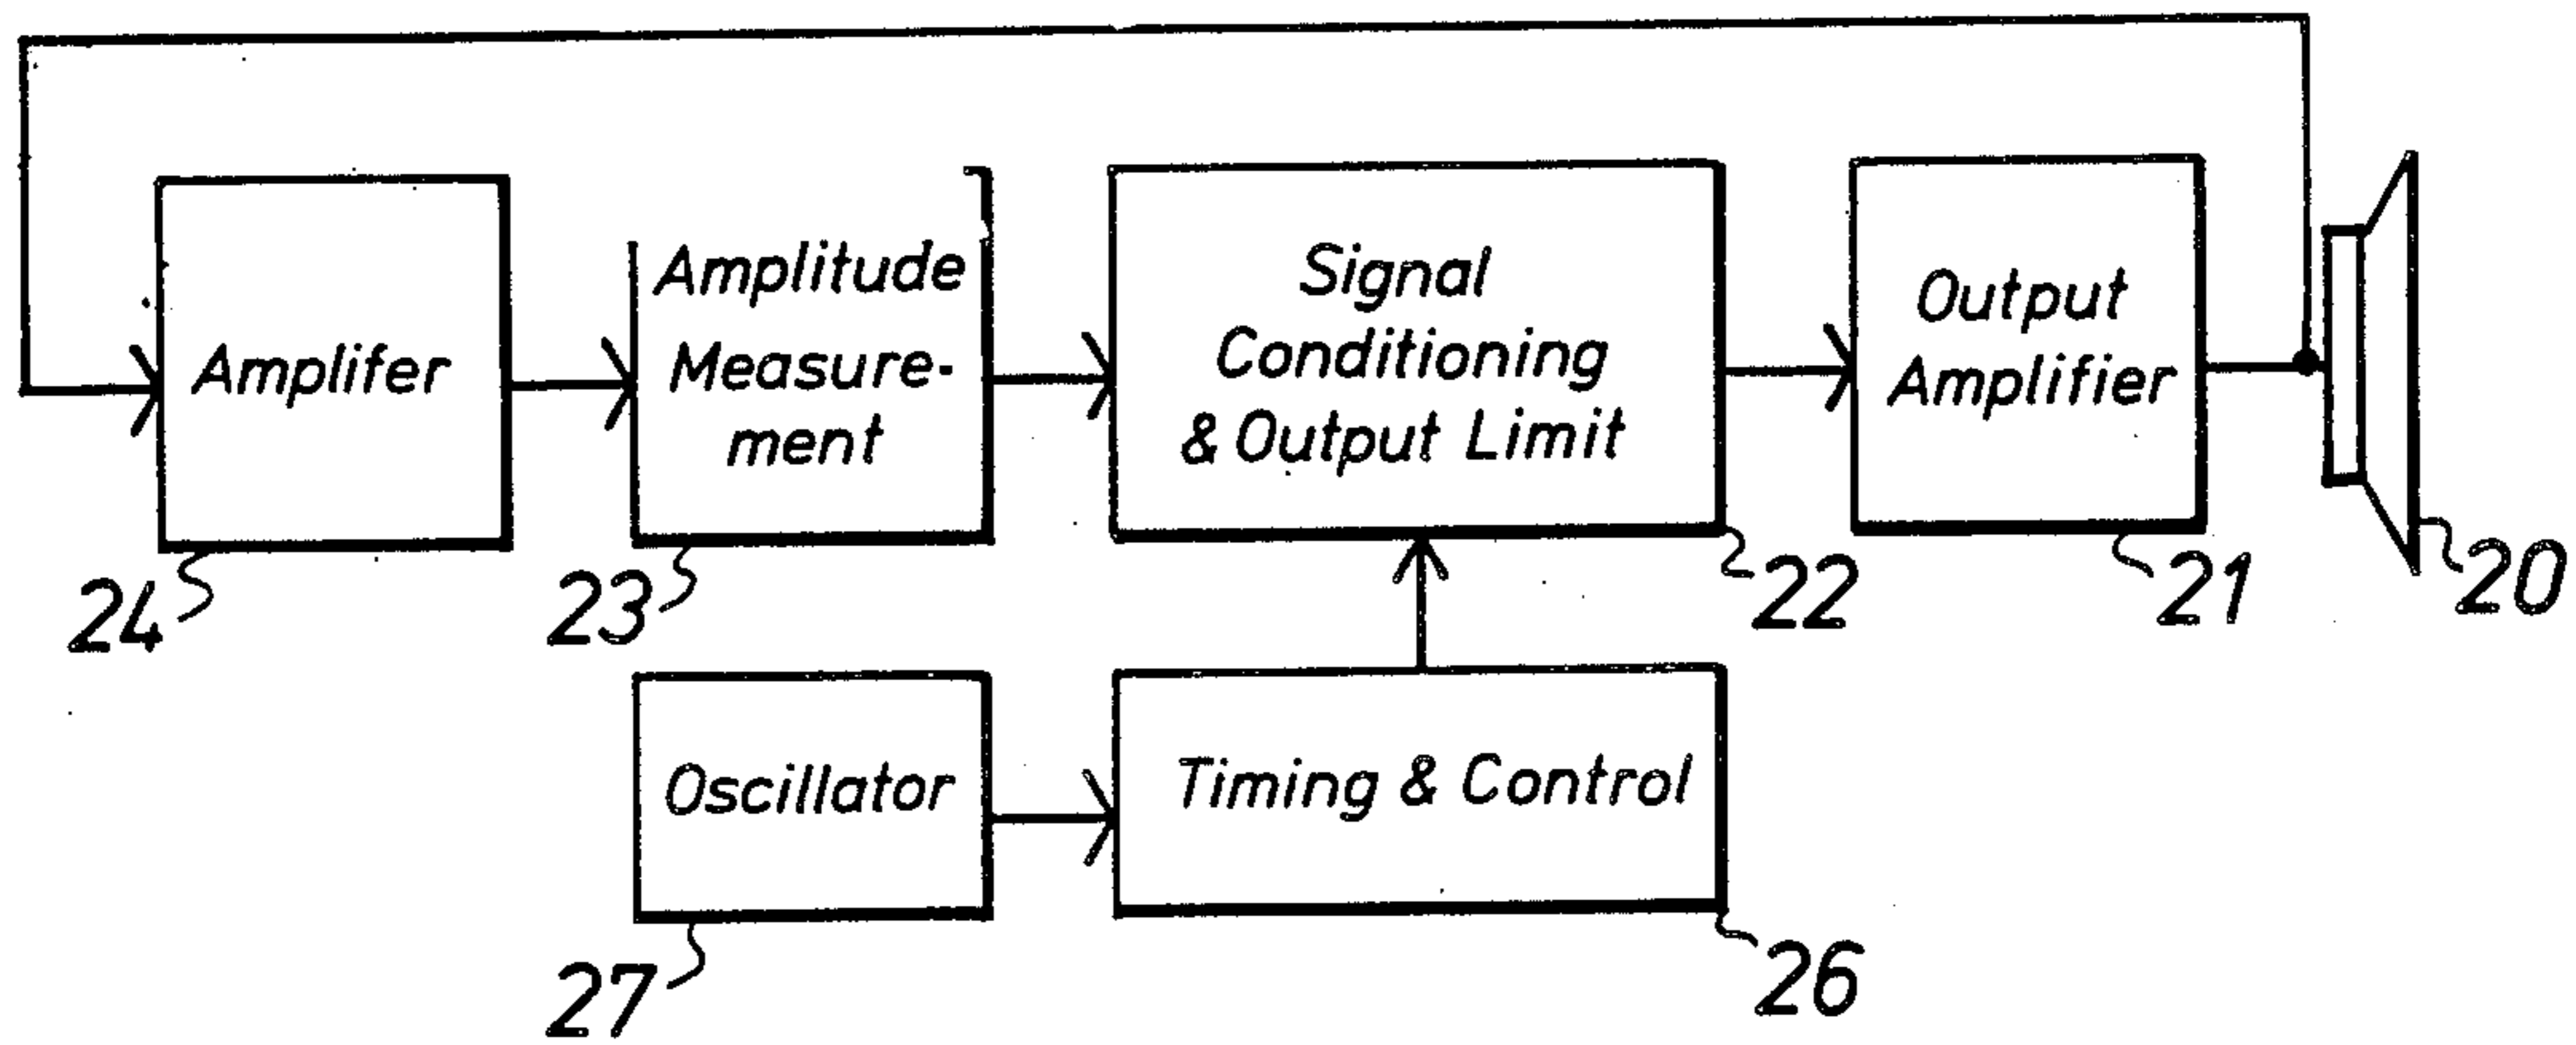 Amplifer
Amplitude
Measure-
ment
Signal
Conditioning
& Output Limit
Output
Amplifier
24
23
22
21
20
Oscillator
Timing & Control
27
26